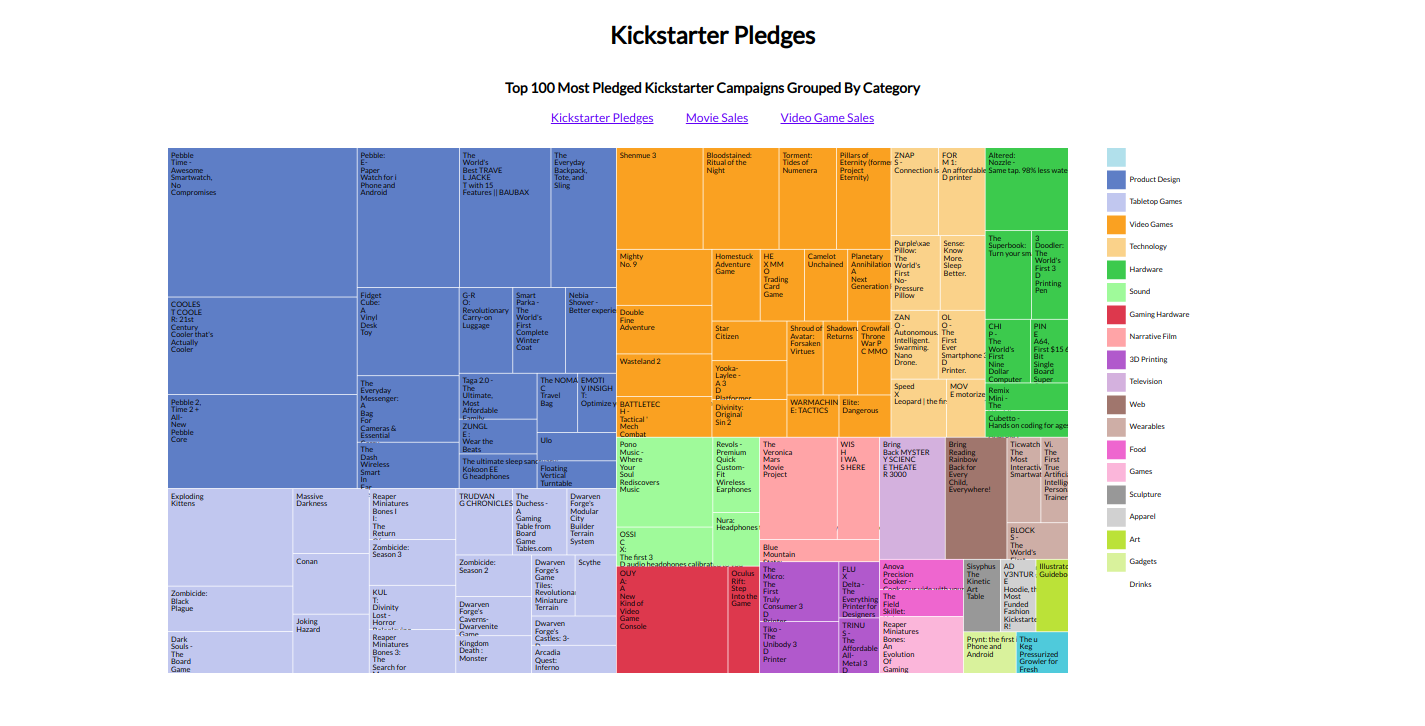 Kickstarter Pledges
Top 100 Most Pledged Kickstarter Campaigns Grouped By Category
Kickstarter Pledges
Movie Sales
Video Game Sales
Pebble
Time -
Awesome
Smartwatch,
No
Compromises
COOLES
T COOLE
R: 21st
Century
Cooler that's
Actually
Cooler
Pebble 2,
Time 2 +
All-
New
Pebble
Core
Pebble:
E-
Paper
Watch for i
Phone and
Android
Fidget
Cube:
A
Vinyl
Desk
Toy
The
Everyday
Messenger:
A
Bag
For
Cameras &
Essential
The
Dash
Wireless
Smart
In
Ear
The
World's
Best TRAVE
L JACKE
T with 15
Features || BAUBAX
The
Everyday
Backpack,
Tote, and
Sling
G-R
O:
Revolutionary
Carry-on
Luggage
Smart
Parka -
The
World's
First
Complete
Winter
Coat
Nebia
Shower -
Better experie
Taga 2.0 -
The
Ultimate,
Most
Affordable
Family
ZUNGL
E :
Wear the
Beats
The ultimate sleep san
Kokoon EE
G headphones
The NOMA
C
Travel
Bag
EMOTI
V INSIGH
T:
Optimize y
Ulo
Floating
Vertical
Turntable
Exploding
Kittens
Zombicide:
Black
Plague
Dark
Souls -
The
Board
Game
Massive
Darkness
Conan
Joking
Hazard
Reaper
Miniatures
Bones I
I:
The
Return
Zombicide:
Season 3
KUL
T:
Divinity
Lost -
Horror
Reaper
Miniatures
Bones 3:
The
Search for
TRUDVAN
G CHRONICLES
The
Duchess -
A
Gaming
Table from
Board
Game
Tables.com
Dwarven
Forge's
Modular
City
Builder
Terrain
System
Zombicide:
Season 2
Dwarven
Forge's
Caverns-
Dwarvenite
Game
Kingdom
Death :
Monster
Dwarven
Forge's
Game
Tiles:
Revolutiona
Miniature
Terrain
Scythe
Dwarven
Forge's
Castles: 3-
D
Arcadia
Quest:
Inferno
Shenmue 3
Bloodstained:
Ritual of the
Night
Torment:
Tides of
Numenera
Pillars of
Eternity (forme
Project
Eternity)
Mighty
No. 9
Double
Fine
Adventure
Wasteland 2
BATTLETEC
H -
Tactical '
Mech
Combat
Homestuck
Adventure
Game
HE
X MM
O
Trading
Card
Game
Camelot
Unchained
Planetary
Annihilation
A
Next
Generation
Star
Citizen
Yooka-
Laylee -
A 3
D
Platformer
Divinity:
Original
Sin 2
Shroud of
Avatar:
Forsaken
Virtues
Shadowrun
Returns
Crowfall
Throne
War P
C MMO
WARMACHIN
E: TACTICS
Elite:
Dangerous
ZNAP
S -
Connection is
FOR
M 1:
An affordable
D printer
Purple\xae
Pillow:
The
World's
First
No-
Pressure
Pillow
Sense:
Know
More.
Sleep
Better.
ZAN
O -
Autonomous.
Intelligent.
Swarming.
Nano
Drone.
OL
O -
The
First
Ever
Smartphone 3
D
Printer.
Speed
X
Leopard | the fir
MOV
E motorize
Altered:
Nozzle -
Same tap. 98% less wate
The
Superbook:
Turn your sm
3
Doodler:
The
World's
First 3
D
Printing
Pen
CHI
P -
The
World's
First
Nine
Dollar
Computer
PIN
E
A64,
First $15 6
Bit
Single
Board
Super
Remix
Mini -
The
Cubetto -
Hands on coding for age
Pono
Music -
Where
Your
Soul
Rediscovers
Music
OSSI
C
X:
The first 3
D audio headphones calibrat
Revols -
Premium
Quick
Custom-
Fit
Wireless
Earphones
Nura:
Headphones
OUY
A:
A
New
Kind of
Video
Game
Console
Oculus
Rift:
Step
Into the
Game
The
Veronica
Mars
Movie
Project
WIS
H
I WA
S HERE
Blue
Mountain
The
Micro:
The
First
Truly
Consumer 3
D
Printer
Tiko -
The
Unibody 3
D
Printer
FLU
X
Delta -
The
Everything
Printer for
Designers
TRINU
S -
The
Affordable
All-
Metal 3
D
Bring
Back MYSTER
Y SCIENC
E THEATE
R 3000
Bring
Reading
Rainbow
Back for
Every
Child,
Everywhere!
Ticwatch
The
Most
Interactiv
Smartwat
Vi.
The
First
True
Artificia
Intellige
Person
Trainer
BLOCK
S -
The
World's
First
Anova
Precision
Cooker -
The
Field
Skillet:
Reaper
Miniatures
Bones:
An
Evolution
Of
Gaming
Sisyphus
The
Kinetic
Art
Table
AD
V3NTUR
E
Hoodie, th
Most
Funded
Fashion
Kickstarte
R!
Illustrato
Guidebo
Prynt: the first i
Phone and
Android
The u
Keg
Pressurized
Growler for
Fresh
Product Design
Tabletop Games
Video Games
Technology
Hardware
Sound
Gaming Hardware
Narrative Film
3D Printing
Television
Web
Wearables
Food
Games
Sculpture
Apparel
Art
Gadgets
Drinks